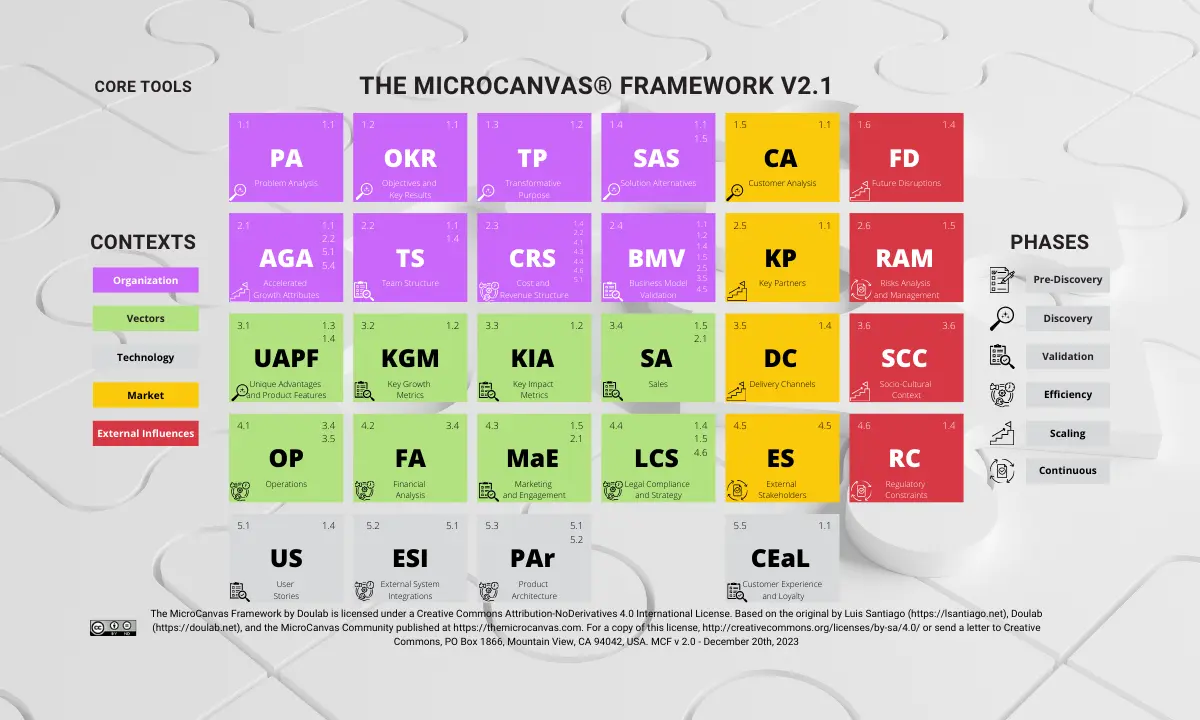 CORE TOOLS
THE MICROCANVAS® FRAMEWORK V2.1
1.1 1.1
PA
Problem Analysis
1.2 1.1
OKR
Objectives and
Key Results
1.3 1.2
TP
Transformative
Purpose
1.4 1.1
1.5
SAS
Solution Alternatives
1.5 1.1
CA
Customer Analysis
1.6 1.4
FD
Future Disruptions
CONTEXTS
Organization
Vectors
Technology
Market
External Influences
2.1 1.1
2.2
AGA 5.1
5.4
Accelerated
Growth Attributes
2.2 1.1
1.4
TS
Team Structure
2.3 1.4
2.2
4.1
4.3
4.4
4.6
5.1
CRS
Cost and
Revenue Structure
2.4 1.1
1.2
1.4
1.5
2.5
3.5
4.5
BMV
Business Model
Validation
2.5 1.1
KP
Key Partners
2.6 1.5
RAM
Risks Analysis
and Management
3.1 1.3
1.4
UAPF
Unique Advantages
and Product Features
3.2 1.2
KGM
Key Growth
Metrics
3.3 1.2
KIA
Key Impact
Metrics
3.4 1.5
2.1
SA
Sales
3.5 1.4
DC
Delivery Channels
3.6 3.6
SCC
Socio-Cultural
Context
4.1 3.4
3.5
OP
Operations
4.2 3.4
FA
Financial
Analysis
4.3 1.5
2.1
MaE
Marketing
and Engagement
4.4 1.4
1.5
LCS 4.6
Legal Compliance
and Strategy
4.5 4.5
ES
External
Stakeholders
4.6 1.4
RC
Regulatory
Constraints
5.1 1.4
US
User
Stories
5.2 5.1
ESI
External System
Integrations
5.3 5.1
5.2
PAr
Product
Architecture
5.5 1.1
CEaL
Customer Experience
and Loyalty
PHASES
Pre-Discovery
Discovery
Validation
Efficiency
Scaling
Continuous
The MicroCanvas Framework by Doulab is licensed under a Creative Commons Attribution-NoDerivatives 4.0 International License. Based on the original by Luis Santiago (https://lsantiago.net), Doulab
(https://doulab.net), and the MicroCanvas Community published at https://themicrocanvas.com. For a copy of this license, http://creativecommons.org/licenses/by-sa/4.0/ or send a letter to Creative
Commons, PO Box 1866, Mountain View, CA 94042, USA. MCF v 2.0 - December 20th, 2023
cc
BY ND